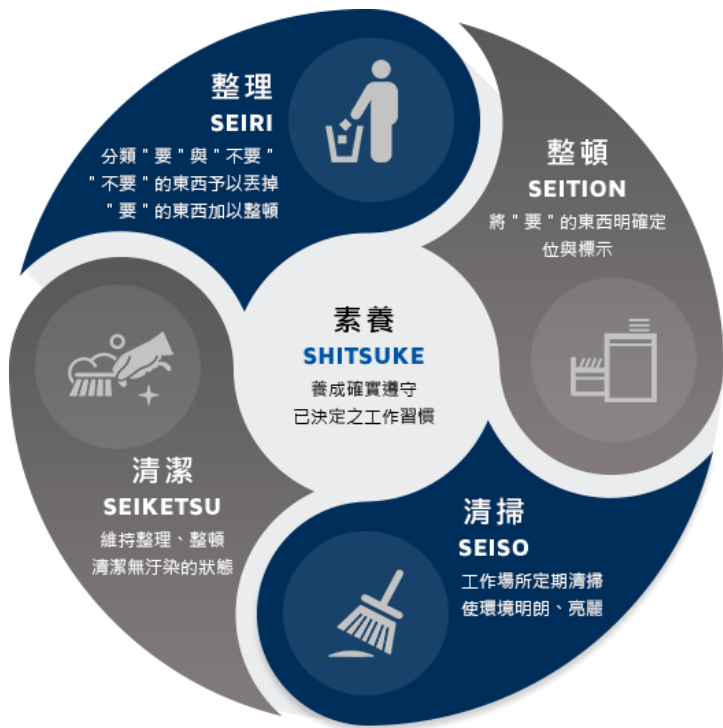 整理
SEIRI
分類"要"與"不要"
"不要"的東西予以丟掉
"要"的東西加以整頓
整頓
SEITION
將"要"的東西明確定
位與標示
素養
SHITSUKE
養成確實遵守
已決定之工作習慣
清潔
SEIKETSU
維持整理、整頓
清潔無汙染的狀態
清掃
SEISO
工作場所定期清掃
使環境明朗、亮麗